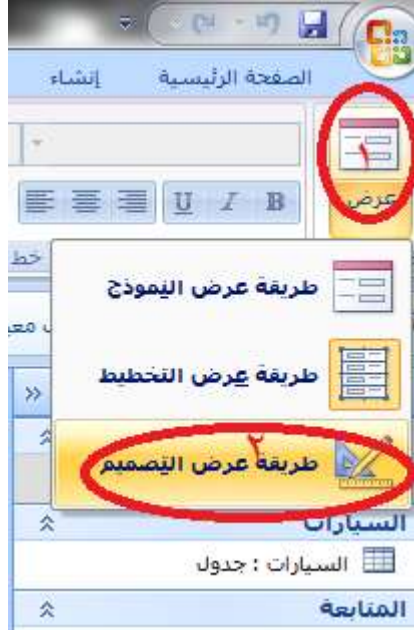 الصفحة الرئيسية إنشاء
١
عرض
B I U
خط
طريقة عرض النموذج
طريقة عرض التخطيط
٢
طريقة عرض التصميم
السيارات
السيارات : جدول
المتابعة